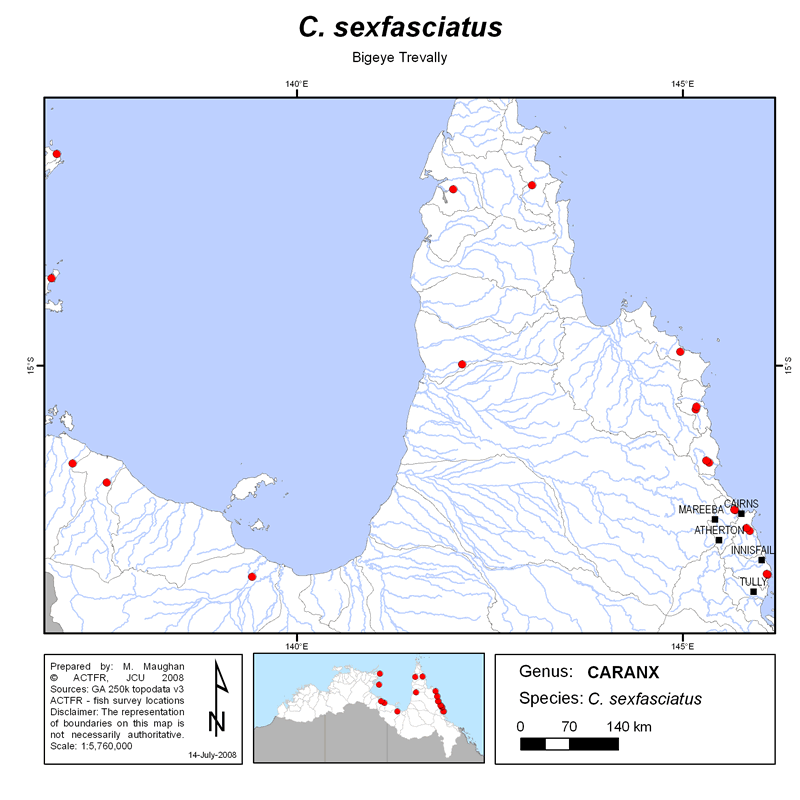 C. sexfasciatus
Bigeye Trevally
140°E
145°E
15°S
15°S
CAIRNS
MAREEBA
ATHERTON
INNISFAIL
TULLY
140°E
145°E
Prepared by: M. Maughan
© ACTFR, JCU 2008
Sources: GA 250k topodata v3
ACTFR - fish survey locations
Disclaimer: The representation
of boundaries on this map is
not necessarily authoritative.
Scale: 1:5,760,000
N
14-July-2008
Genus: CARANX
Species: C. sexfasciatus
0 70 140 km